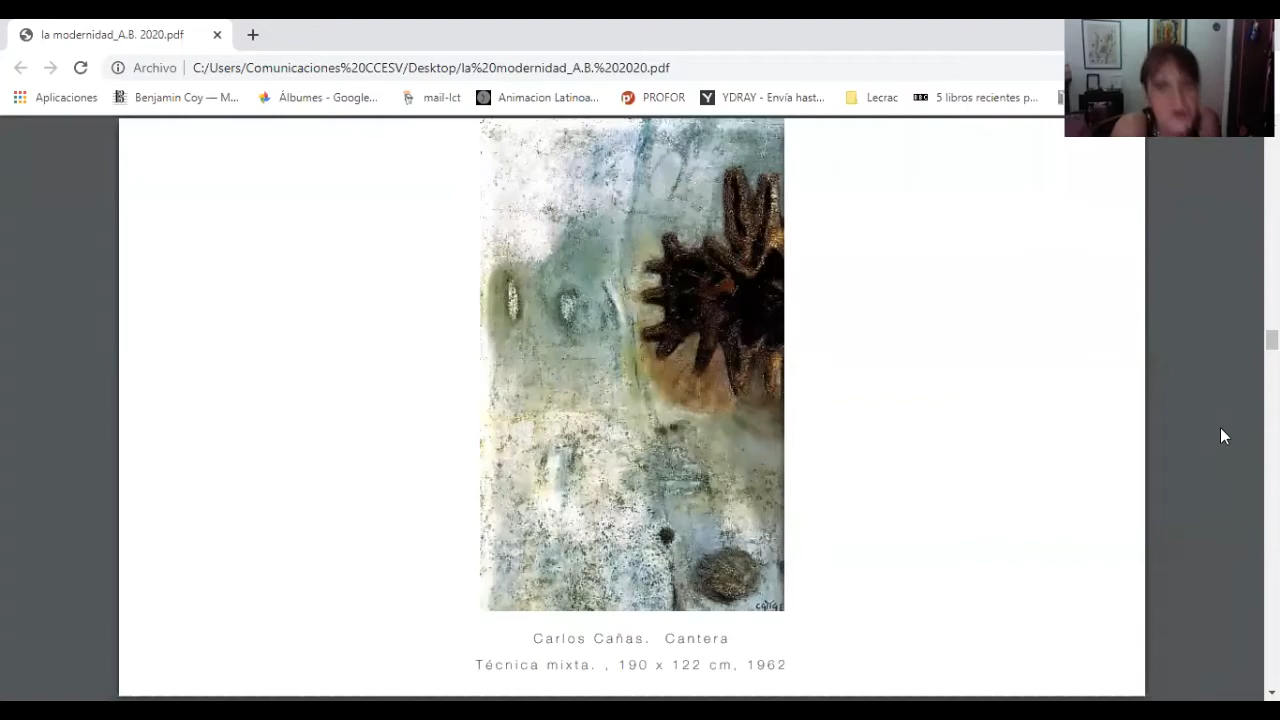 la modernidad_A.B. 2020.pdf
Archivo
C:/Users/Comunicaciones%20CCESV/Desktop/la%20modernidad_A.B.%202020.pdf
Aplicaciones
Benjamin Coy — M...
Álbumes - Google...
mail-lct
Animacion Latinoa...
PROFOR
YDRAY - Envía hast...
Lecrac
BBC
5 libros recientes p...
Carlos Cañas. Cantera
Técnica mixta. , 190 x 122 cm, 1962